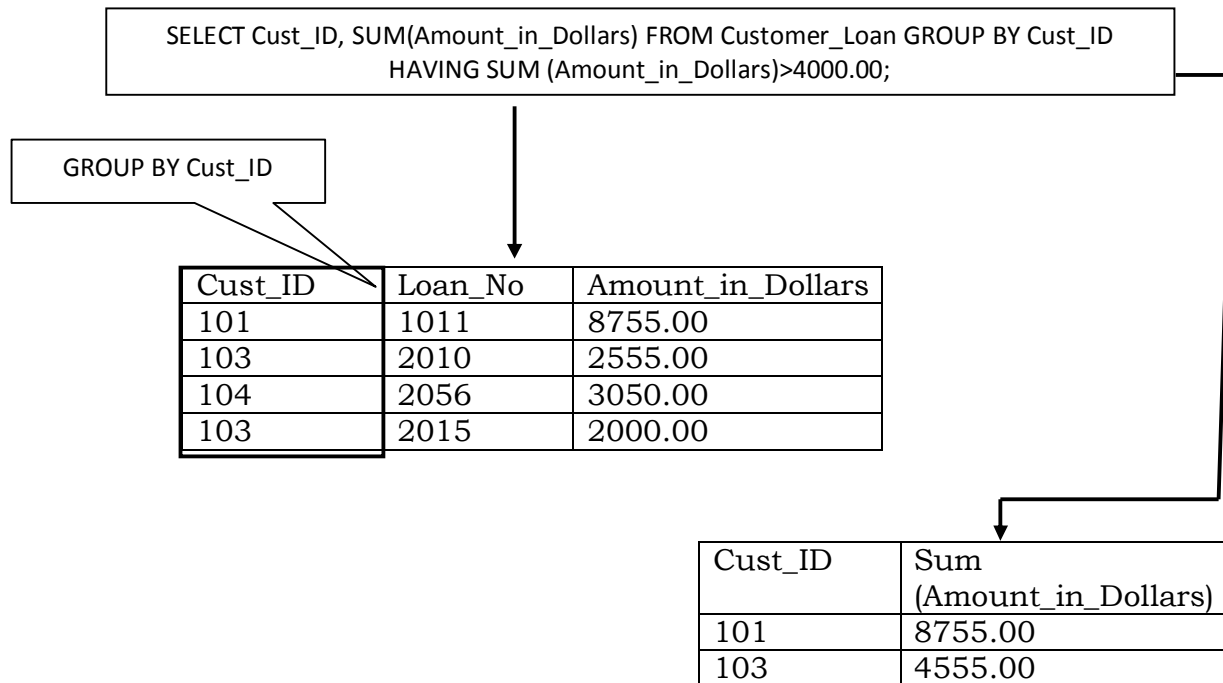 SELECT Cust_ID, SUM(Amount_in_Dollars) FROM Customer_Loan GROUP BY Cust_ID
HAVING SUM (Amount_in_Dollars)>4000.00;
GROUP BY Cust_ID
Cust_ID Loan_No Amount_in_Dollars
101 1011 8755.00
103 2010 2555.00
104 2056 3050.00
103 2015 2000.00
Cust_ID Sum
(Amount_in_Dollars)
101 8755.00
103 4555.00